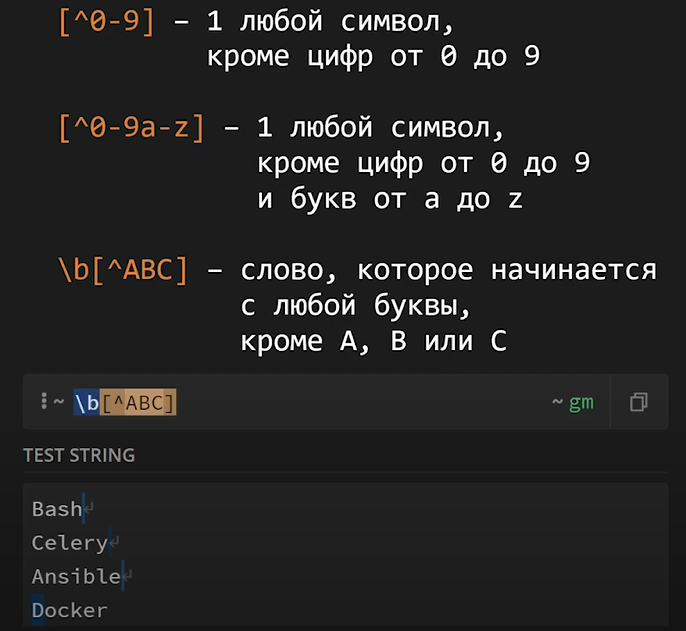 [^0-9] – 1 любой символ,
кроме цифр от 0 до 9
[^0-9a-z] – 1 любой символ,
кроме цифр от 0 до 9
и букв от a до z
\b[^ABC] – слово, которое начинается
с любой буквы,
кроме A, B или C
⋮~ \b[^ABC] ~ gm
TEST STRING
Bash↵
Celery↵
Ansible↵
Docker